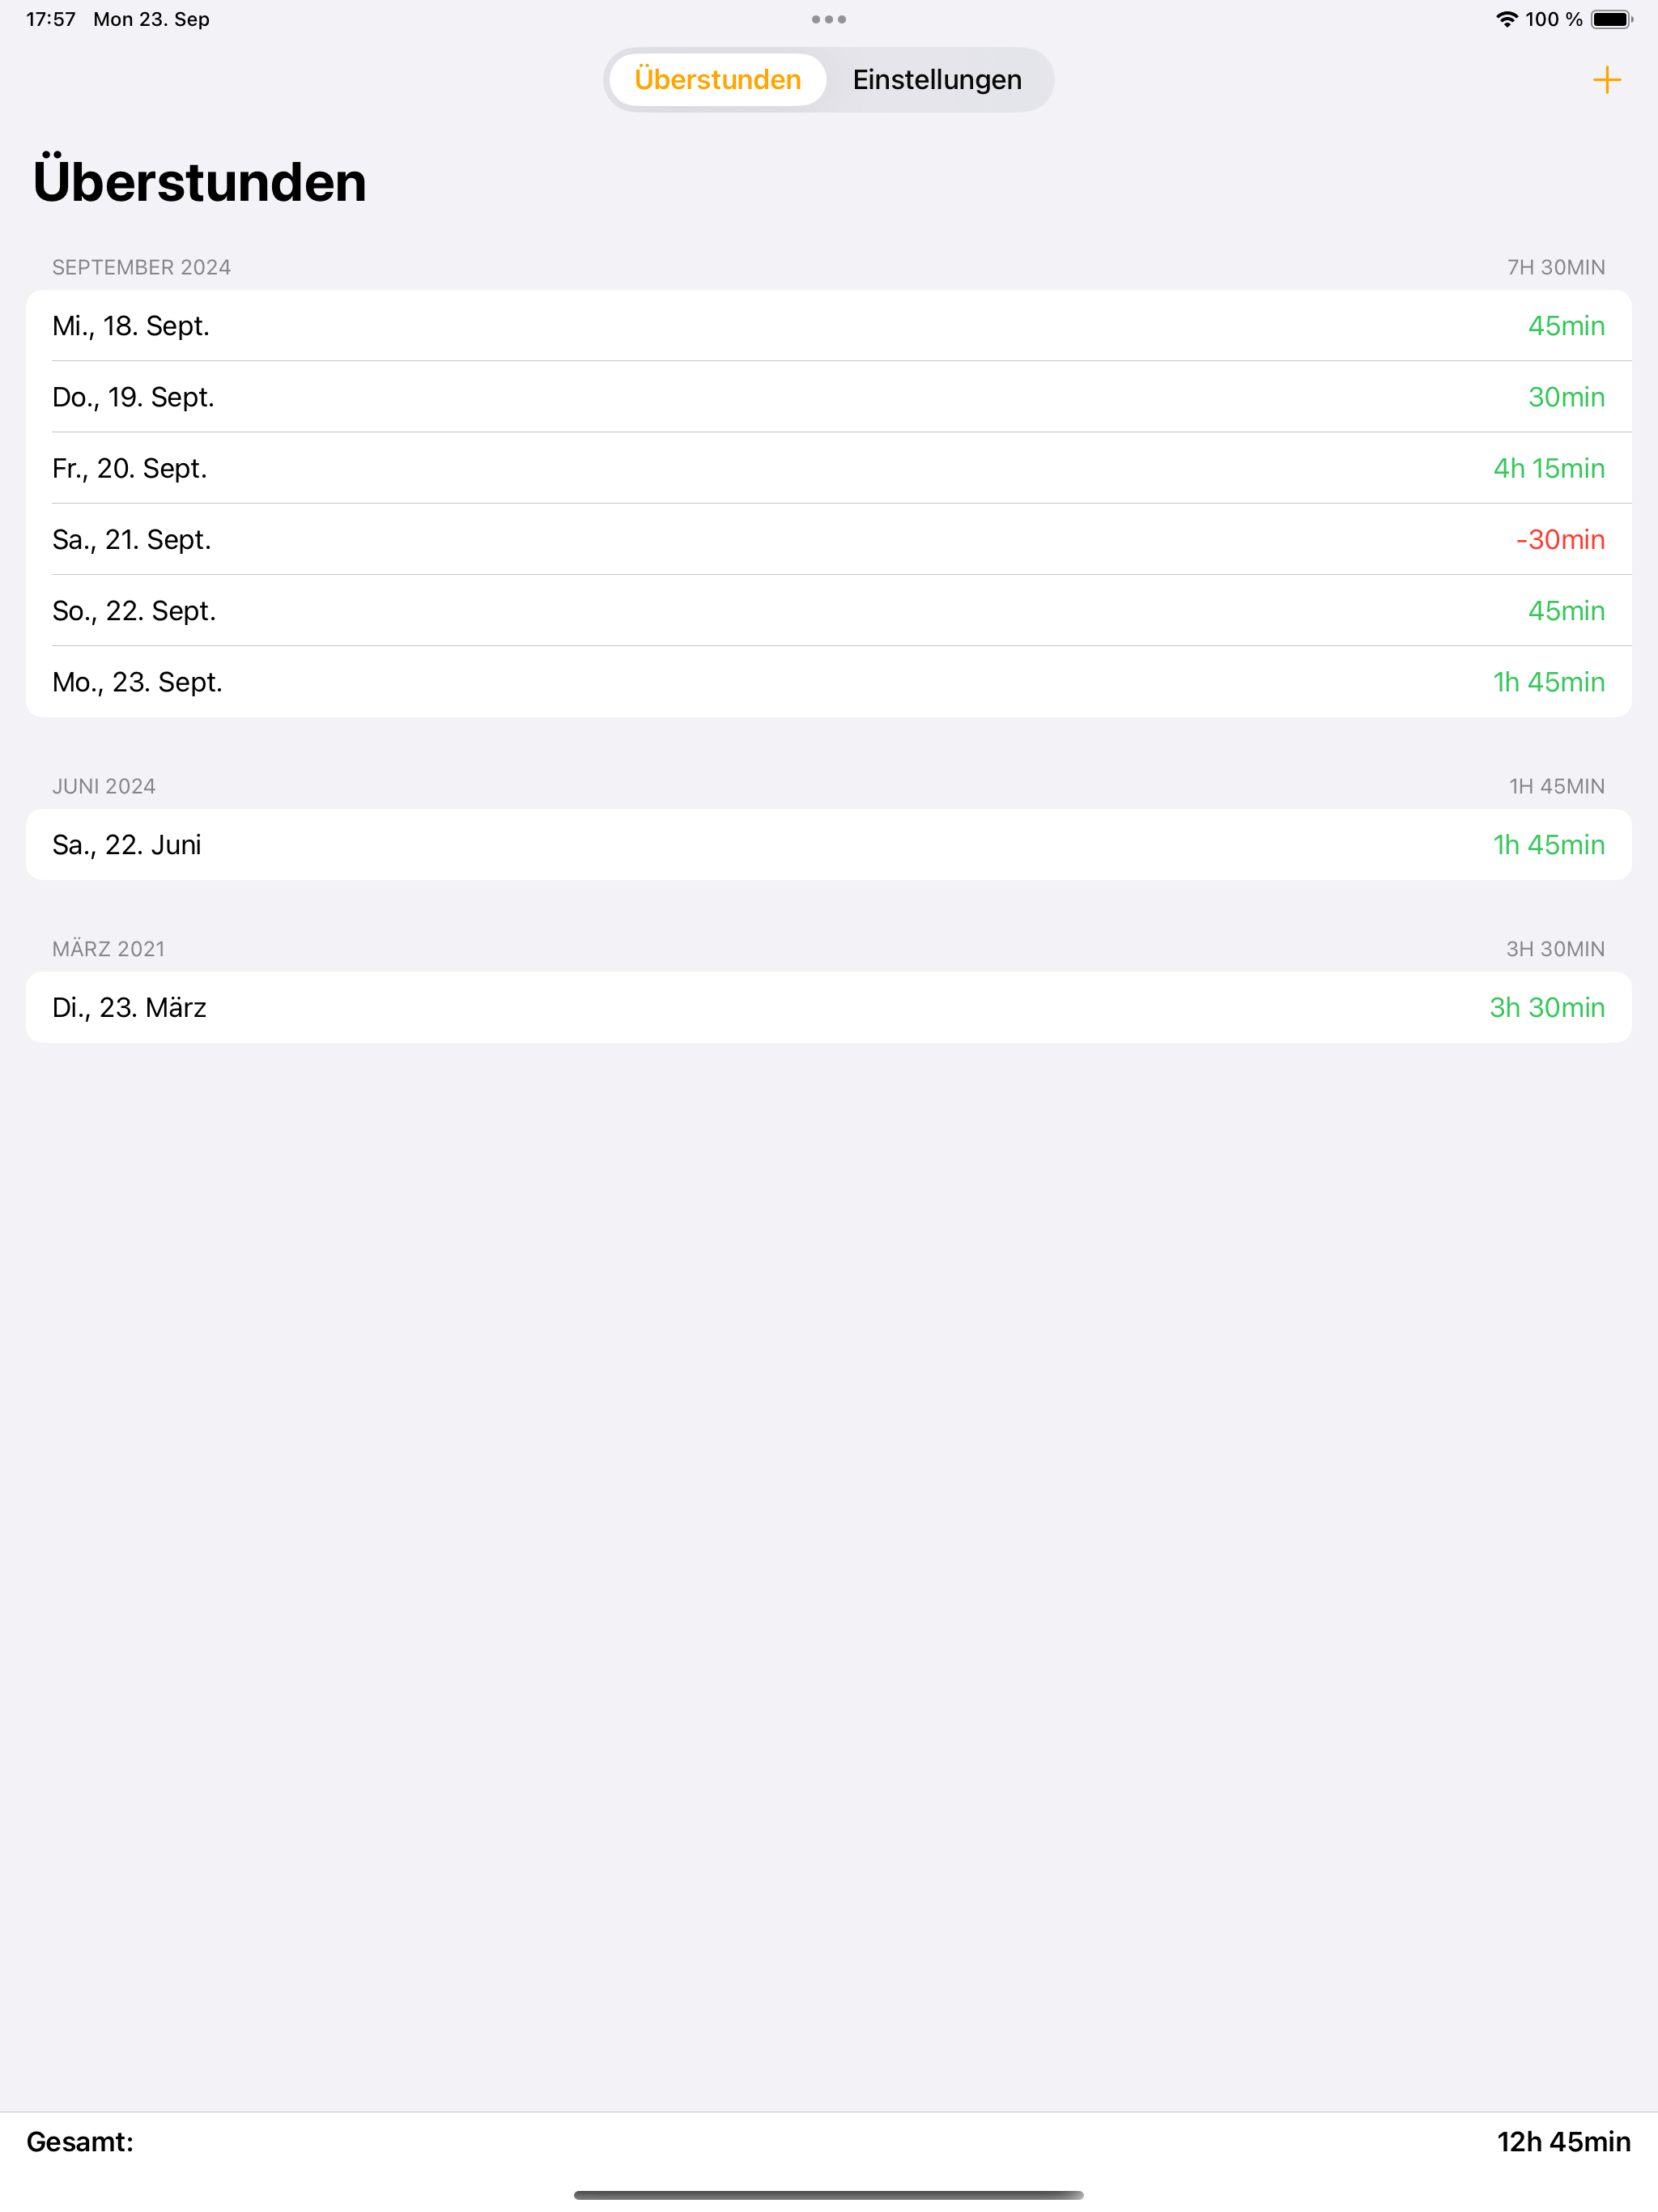 17:57 Mon 23. Sep 100 %
Überstunden Einstellungen
Überstunden
SEPTEMBER 2024 7H 30MIN
Mi., 18. Sept. 45min
Do., 19. Sept. 30min
Fr., 20. Sept. 4h 15min
Sa., 21. Sept. -30min
So., 22. Sept. 45min
Mo., 23. Sept. 1h 45min
JUNI 2024 1H 45MIN
Sa., 22. Juni 1h 45min
MÄRZ 2021 3H 30MIN
Di., 23. März 3h 30min
Gesamt: 12h 45min